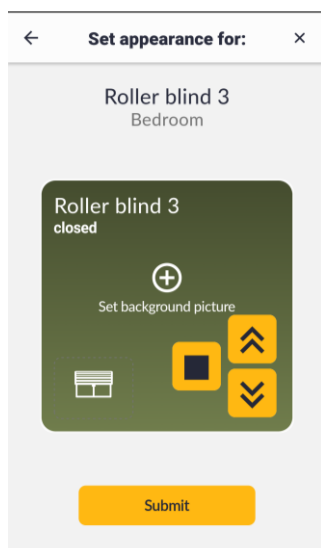 Set appearance for:
Roller blind 3
Bedroom
Roller blind 3
closed
Set background picture
Submit